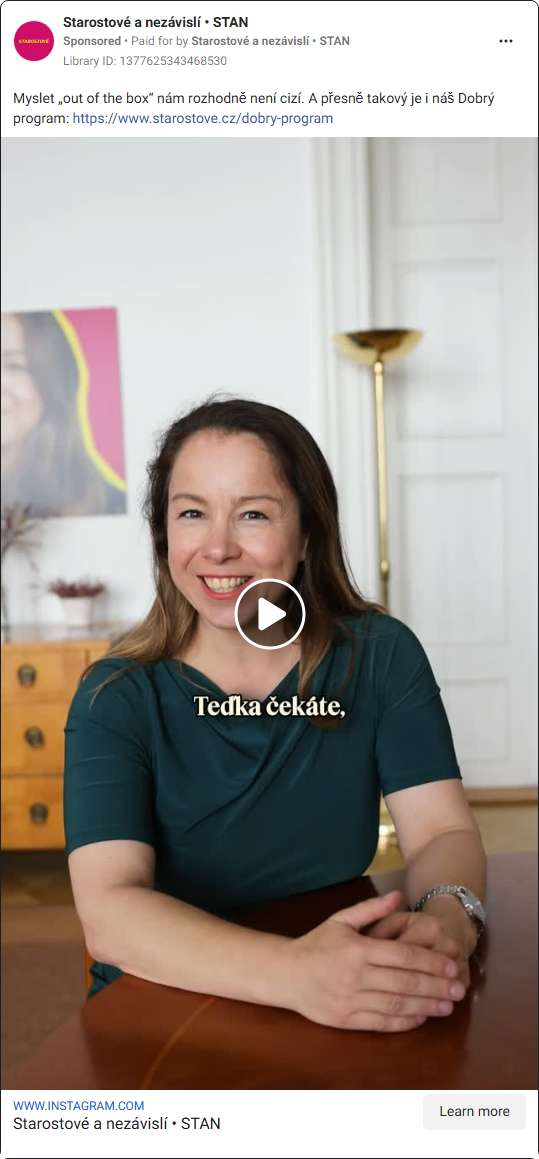 Starostové a nezávislí • STAN
Sponsored • Paid for by Starostové a nezávislí • STAN
Library ID: 1377625343468530
STAROSTOVÉ
Myslet „out of the box“ nám rozhodně není cizí. A přesně takový je i náš Dobrý
program: https://www.starostove.cz/dobry-program
Teďka čekáte,
WWW.INSTAGRAM.COM
Starostové a nezávislí • STAN
Learn more